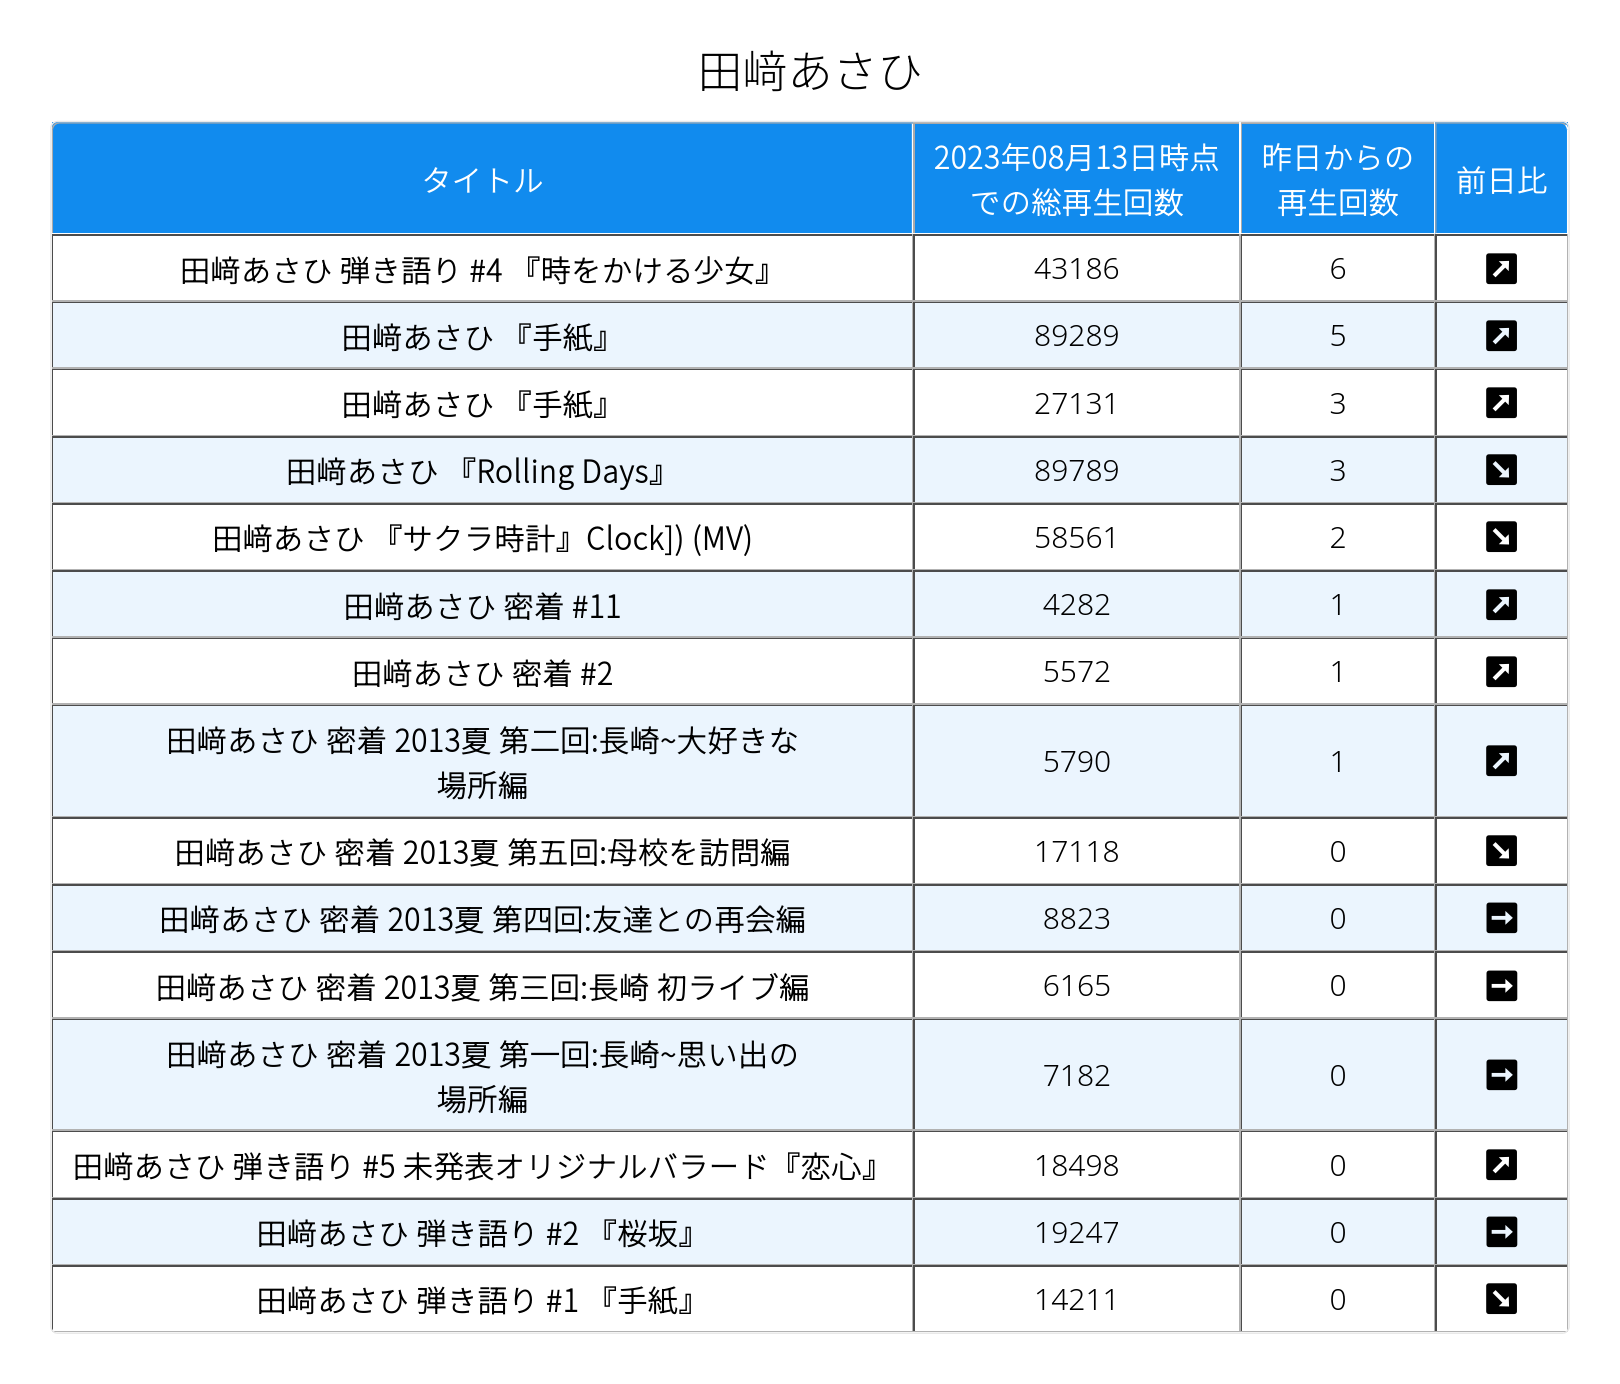 田﨑あさひ
タイトル
2023年08月13日時点
での総再生回数
昨日からの
再生回数
前日比
田﨑あさひ 弾き語り #4 『時をかける少女』
43186
6
田﨑あさひ 『手紙』
89289
5
田﨑あさひ 『手紙』
27131
3
田﨑あさひ 『Rolling Days』
89789
3
田﨑あさひ 『サクラ時計』Clock]) (MV)
58561
2
田﨑あさひ 密着 #11
4282
1
田﨑あさひ 密着 #2
5572
1
田﨑あさひ 密着 2013夏 第二回:長崎~大好きな
場所編
5790
1
田﨑あさひ 密着 2013夏 第五回:母校を訪問編
17118
0
田﨑あさひ 密着 2013夏 第四回:友達との再会編
8823
0
田﨑あさひ 密着 2013夏 第三回:長崎 初ライブ編
6165
0
田﨑あさひ 密着 2013夏 第一回:長崎~思い出の
場所編
7182
0
田﨑あさひ 弾き語り #5 未発表オリジナルバラード『恋心』
18498
0
田﨑あさひ 弾き語り #2 『桜坂』
19247
0
田﨑あさひ 弾き語り #1 『手紙』
14211
0